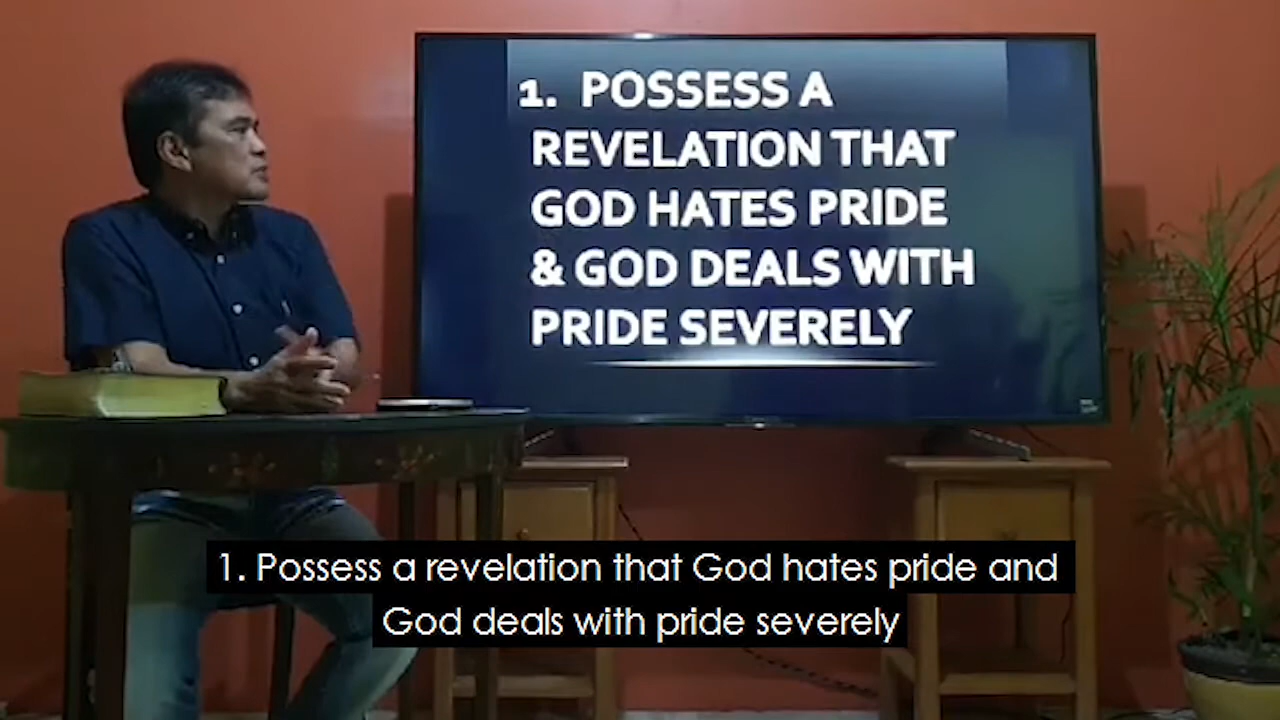 1. POSSESS A
REVELATION THAT
GOD HATES PRIDE
& GOD DEALS WITH
PRIDE SEVERELY
1. Possess a revelation that God hates pride and
God deals with pride severely